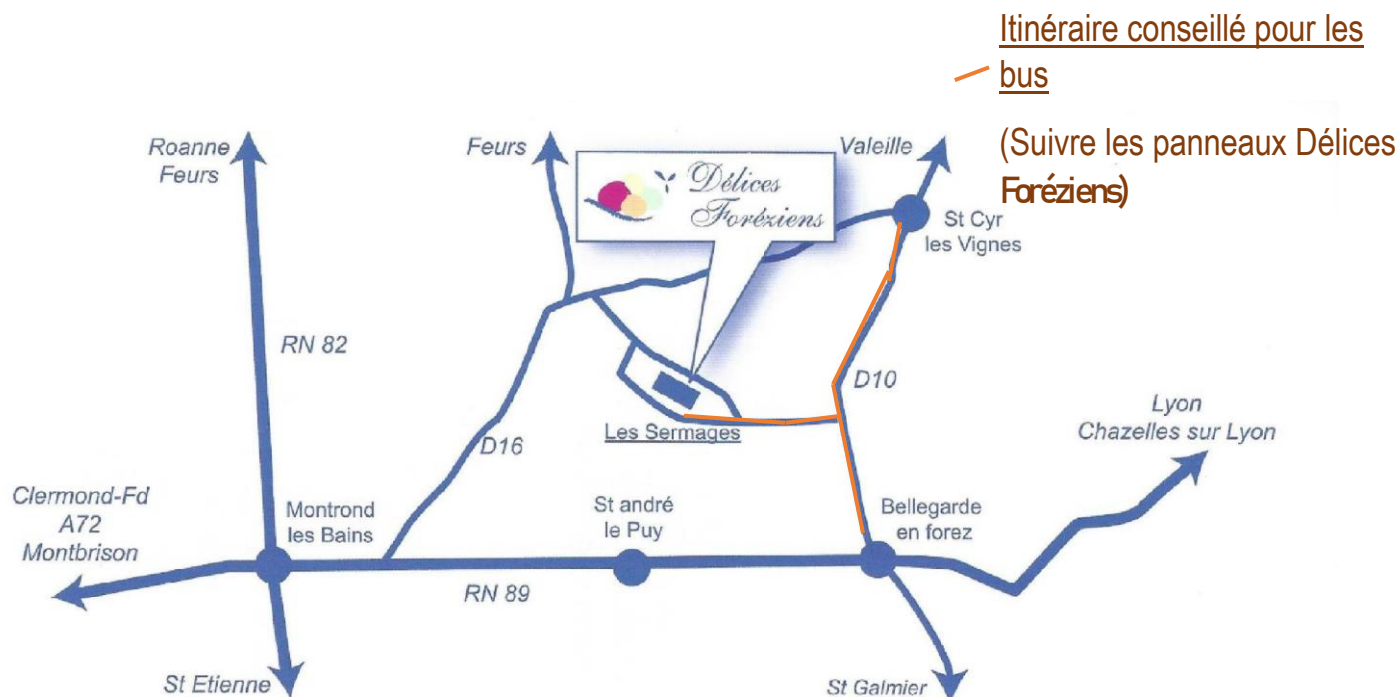 Itinéraire conseillé pour les
bus
(Suivre les panneaux Délices
Foréziens)
Roanne
Feurs
Feurs
Valeille
Délices
Foréziens
St Cyr
les Vignes
RN 82
D10
Lyon
Chazelles sur Lyon
Les Sermages
D16
Clermond-Fd
A72
Montbrison
Montrond
les Bains
St andré
le Puy
Bellegarde
en forez
RN 89
St Etienne
St Galmier